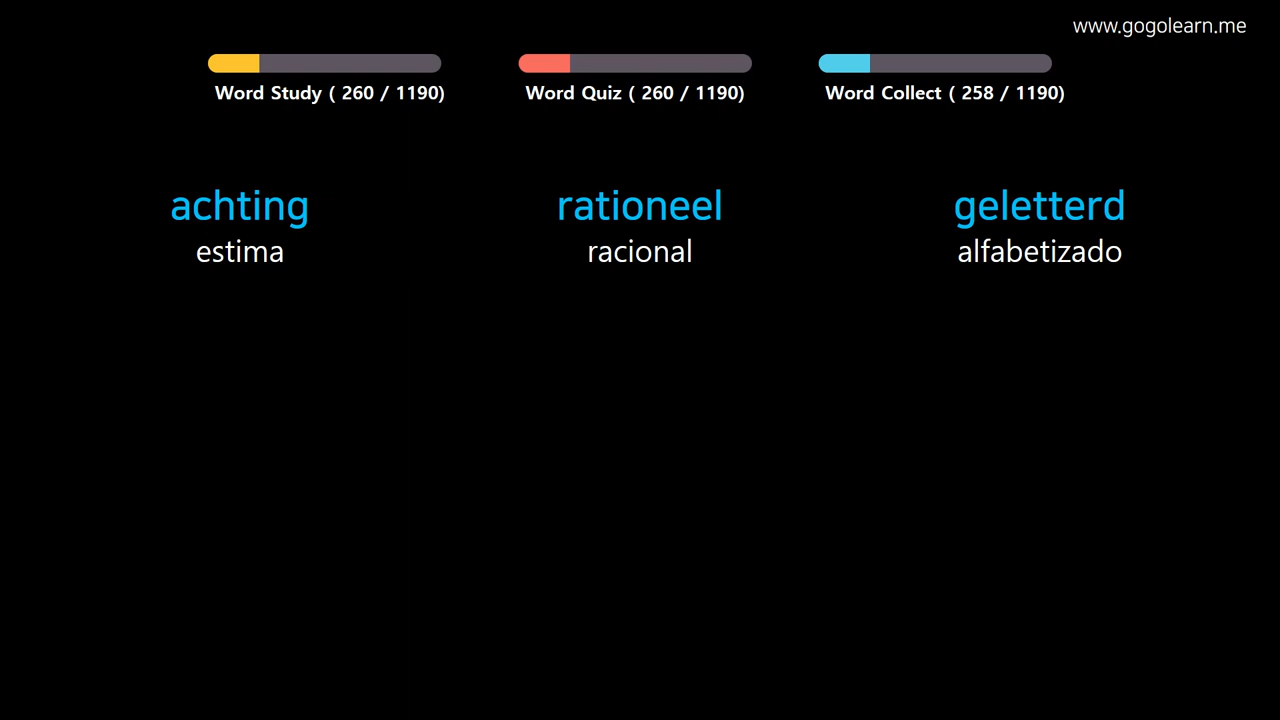 www.gogolearn.me
Word Study ( 260 / 1190)
Word Quiz ( 260 / 1190)
Word Collect ( 258 / 1190)
achting
estima
rationeel
racional
geletterd
alfabetizado